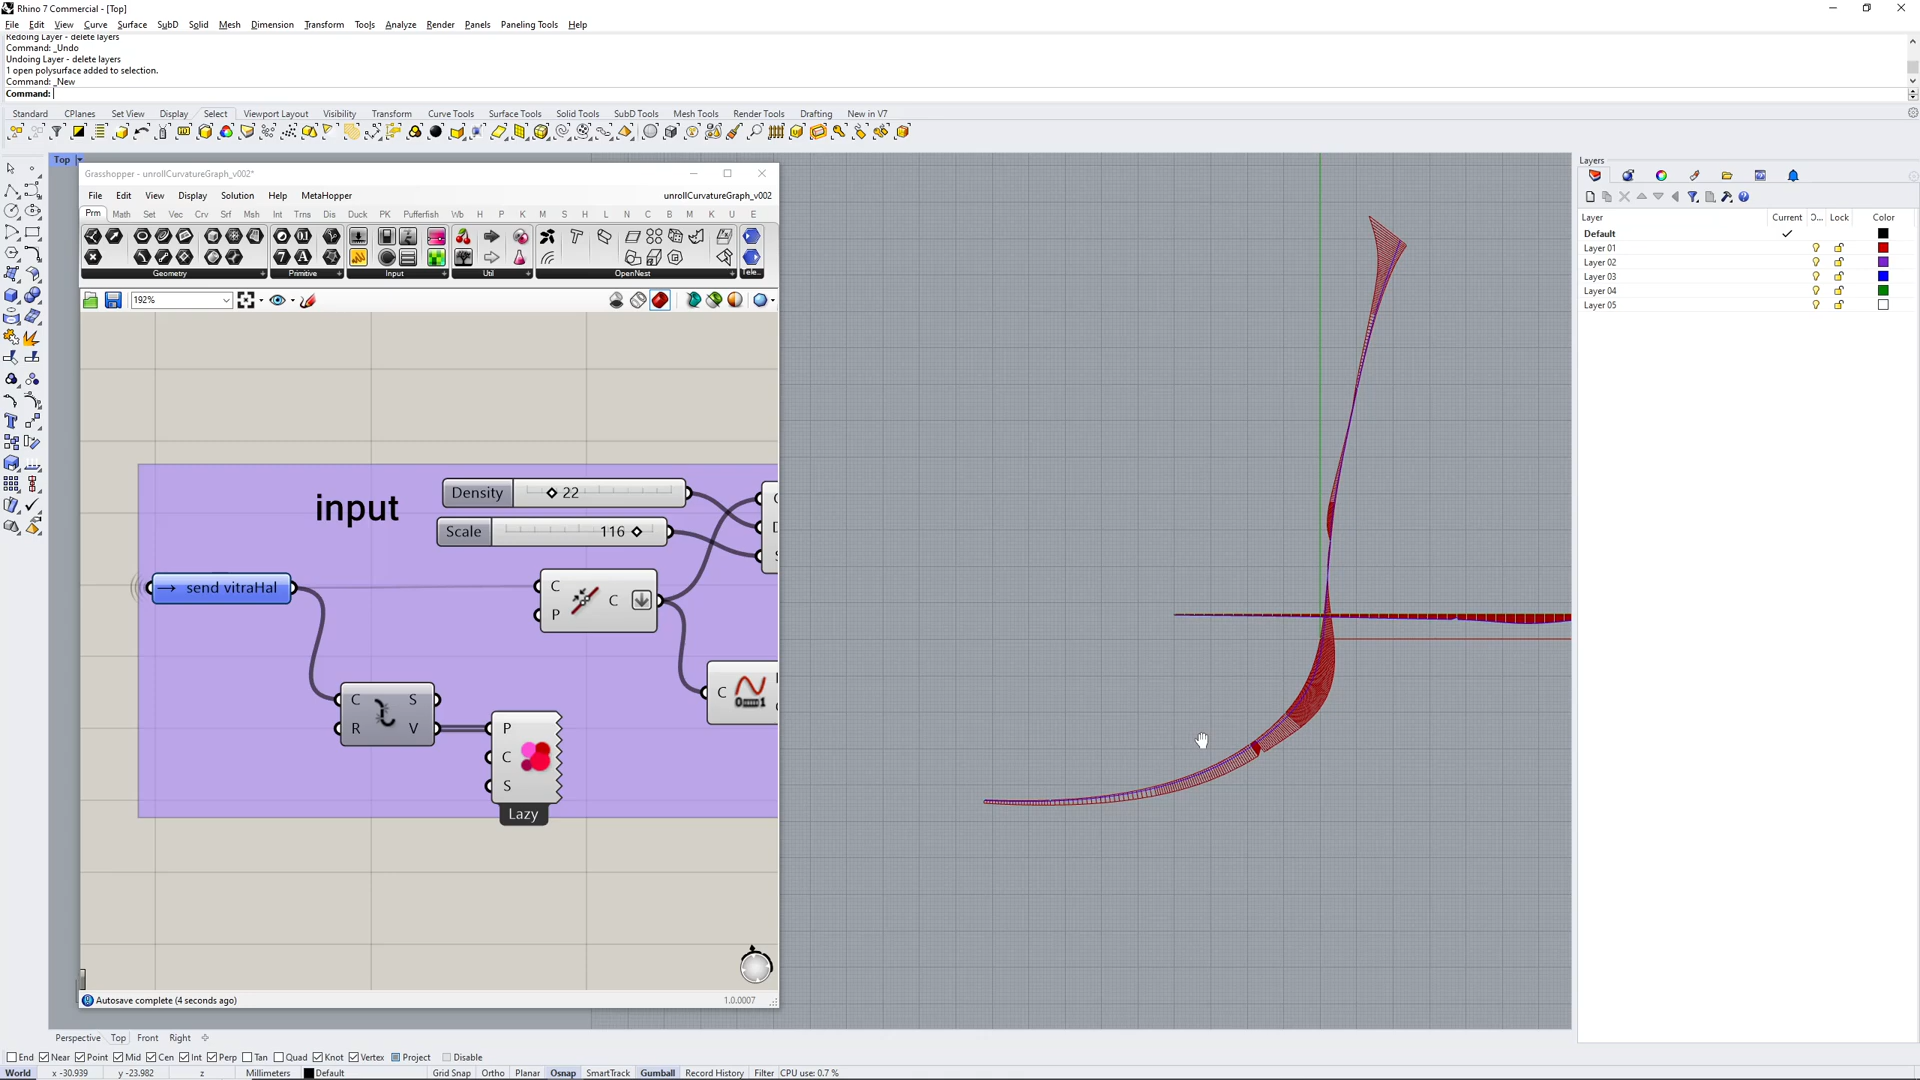 Rhino 7 Commercial - [Top]
File Edit View Curve Surface SubD Solid Mesh Dimension Transform Tools Analyze Render Panels Paneling Tools Help
Redoing Layer - delete layers
Command: _Undo
Undoing Layer - delete layers
1 open polysurface added to selection.
Command: _New
Command:
Standard CPlanes Set View Display Select Viewport Layout Visibility Transform Curve Tools Surface Tools Solid Tools SubD Tools Mesh Tools Render Tools Drafting New in V7
Top
Layers
Grasshopper - unrollCurvatureGraph_v002*
File Edit View Display Solution Help MetaHopper unrollCurvatureGraph_v002
Prm Math Set Vec Crv Srf Msh Int Trns Dis Duck PK Pufferfish Wb H P K M S H L N C B M K U E
Geometry Primitive Input Util OpenNest Tele...
192%
Layer Current O... Lock Color
Default
Layer 01
Layer 02
Layer 03
Layer 04
Layer 05
input
Density 22
Scale 116
send vitraHal
C P C
C R S V
P C S
Lazy
C
Autosave complete (4 seconds ago) 1.0.0007
Perspective Top Front Right
End Near Point Mid Cen Int Perp Tan Quad Knot Vertex Project Disable
World x -30.939 y -23.982 z Millimeters Default Grid Snap Ortho Planar Osnap SmartTrack Gumball Record History Filter CPU use: 0.7 %